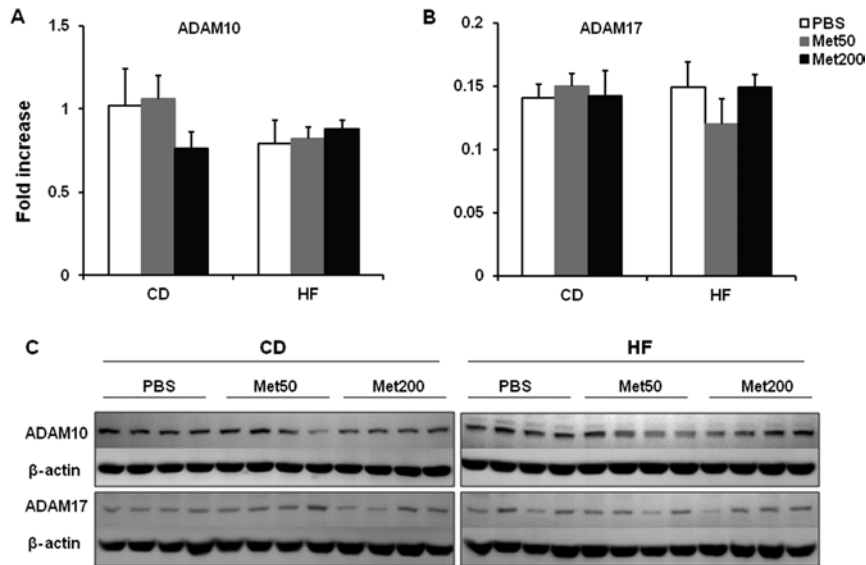 A
ADAM10
Fold increase
1.5
1
0.5
0
CD
HF
B
ADAM17
0.2
0.15
0.1
0.05
0
CD
HF
PBS
Met50
Met200
C
CD
HF
PBS Met50 Met200 PBS Met50 Met200
ADAM10
β-actin
ADAM17
β-actin